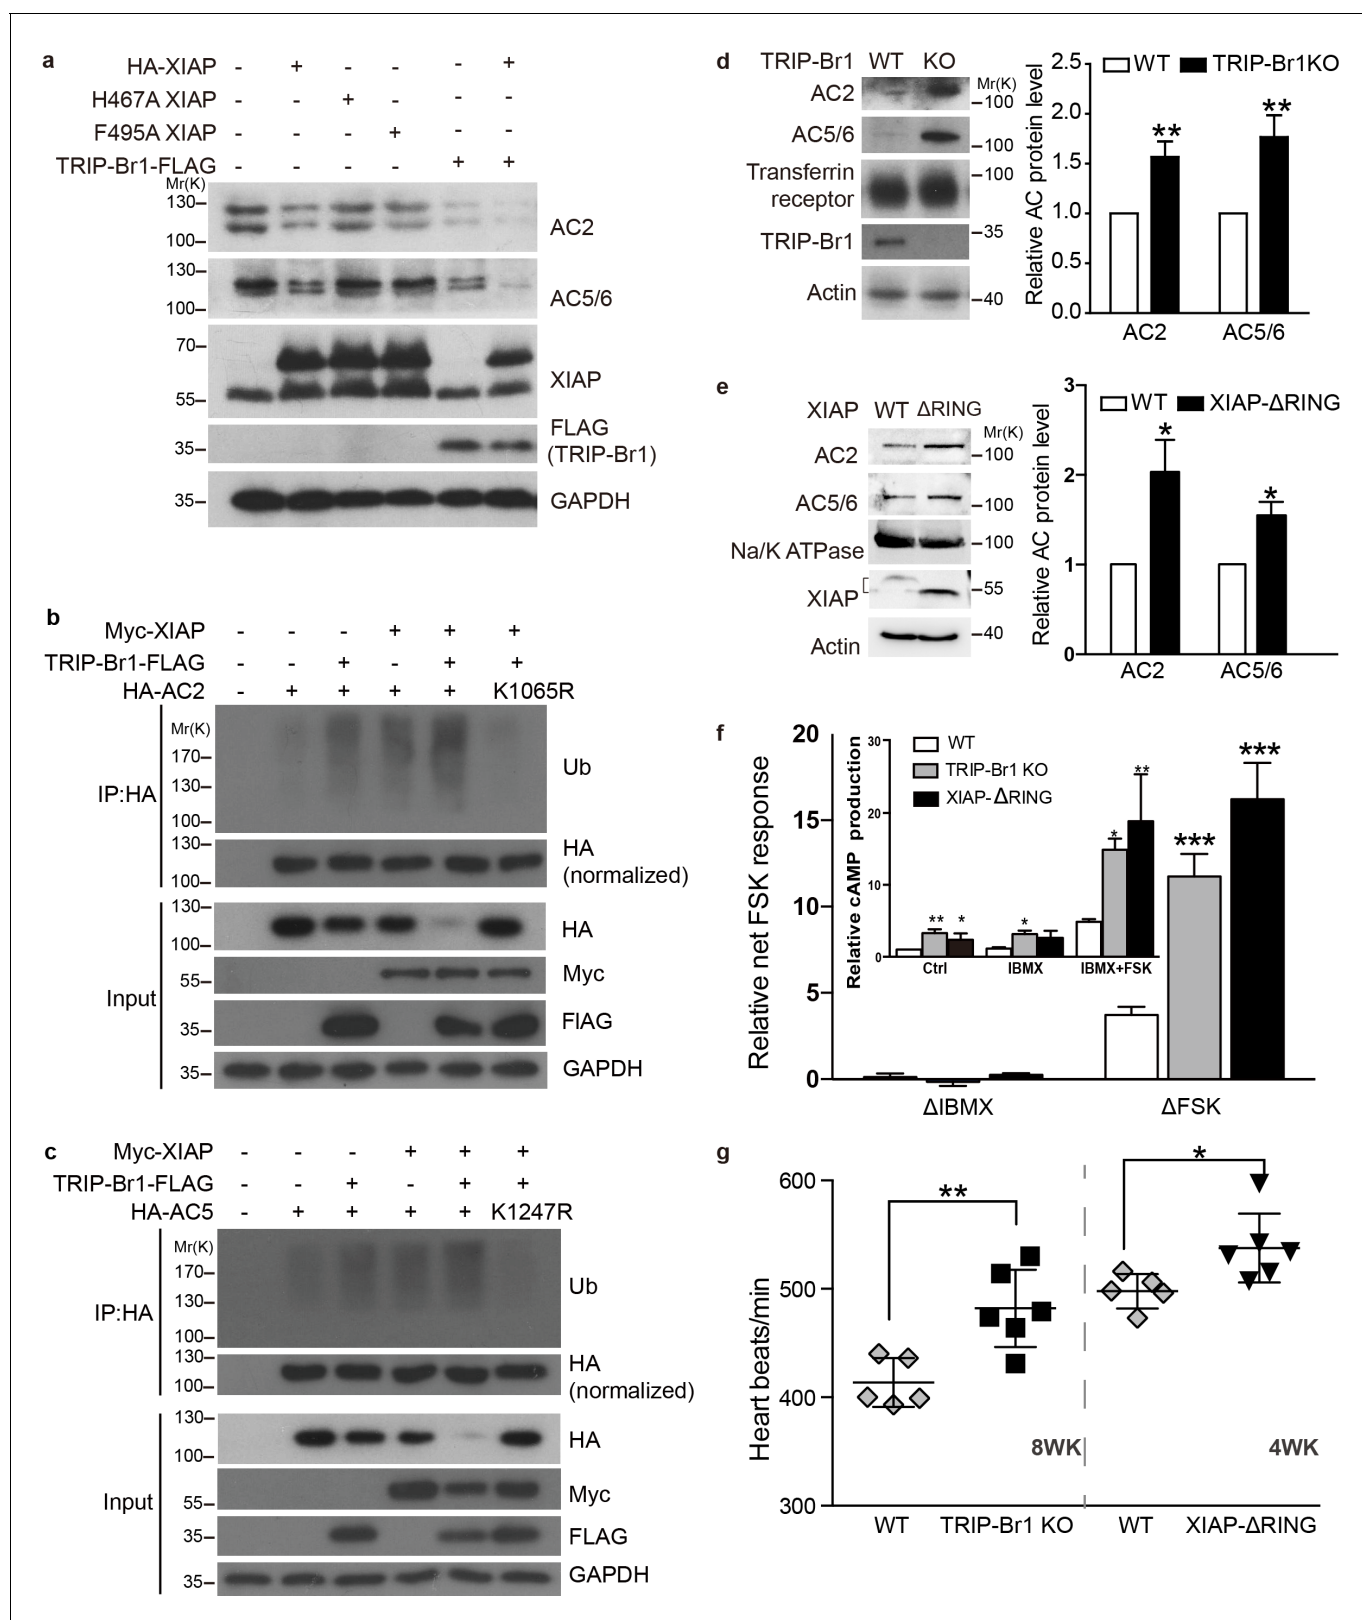 a
HA-XIAP - + - - - +
H467A XIAP - - + - - -
F495A XIAP - - - + - -
TRIP-Br1-FLAG - - - - + +
Mr(K)
130
100
AC2
130
100
AC5/6
70
55
XIAP
35
FLAG
(TRIP-Br1)
35
GAPDH
b
Myc-XIAP - - - + + +
TRIP-Br1-FLAG - - + - + +
HA-AC2 - + + + + K1065R
Mr(K)
170
130
100
IP:HA
Ub
130
100
HA
(normalized)
130
100
HA
55
Myc
Input
35
FlAG
35
GAPDH
c
Myc-XIAP - - - + + +
TRIP-Br1-FLAG - - + - + +
HA-AC5 - + + + + K1247R
Mr(K)
170
130
100
IP:HA
Ub
130
100
HA
(normalized)
130
100
HA
55
Myc
Input
35
FLAG
35
GAPDH
d
TRIP-Br1 WT KO
Mr(K)
AC2
100
AC5/6
100
Transferrin
receptor
100
TRIP-Br1
35
Actin
40
Relative AC protein level
2.5
2.0
1.5
1.0
0.5
0.0
WT TRIP-Br1KO
** **
AC2 AC5/6
e
XIAP WT ΔRING
Mr(K)
AC2
100
AC5/6
100
Na/K ATPase
100
XIAP
55
Actin
40
Relative AC protein level
3
2
1
0
WT XIAP-ΔRING
* *
AC2 AC5/6
f
Relative net FSK response
20
15
10
5
0
Relative cAMP production
30
20
10
0
WT
TRIP-Br1 KO
XIAP-ΔRING
** * * * **
Ctrl IBMX IBMX+FSK
*** ***
ΔIBMX ΔFSK
g
Heart beats/min
600
500
400
300
** *
8WK 4WK
WT TRIP-Br1 KO WT XIAP-ΔRING